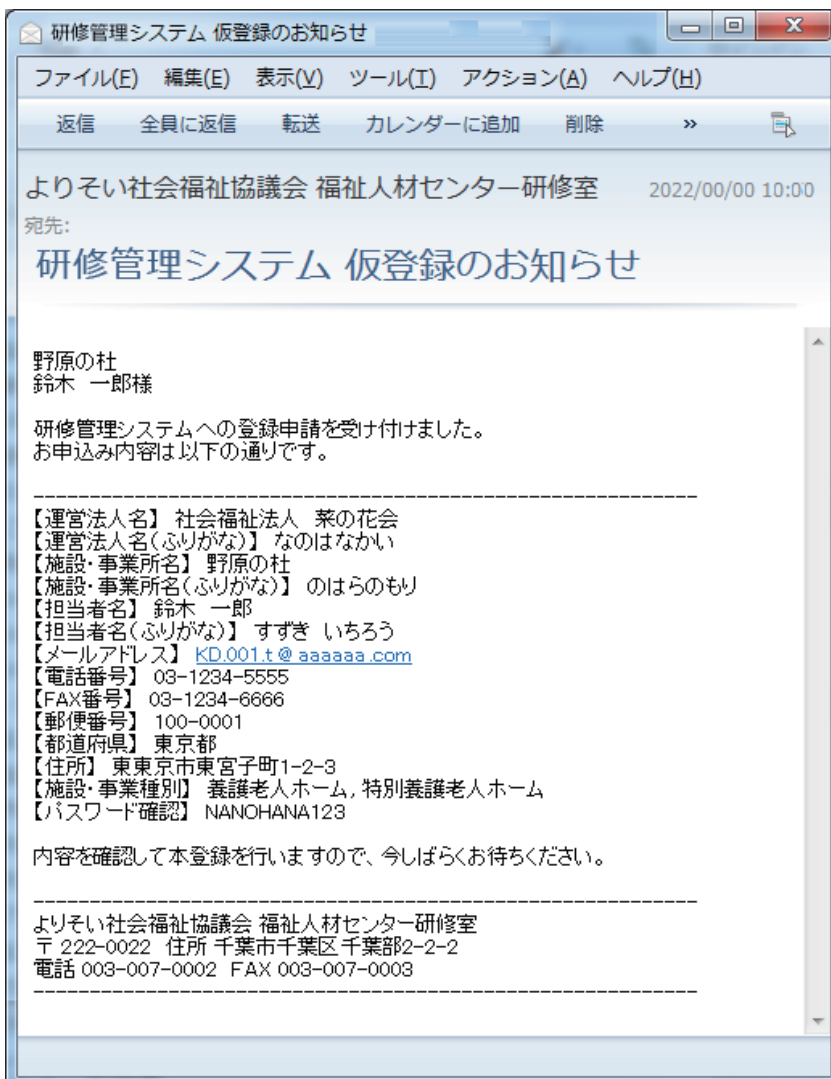 研修管理システム 仮登録のお知らせ
ファイル(F) 編集(E) 表示(V) ツール(T) アクション(A) ヘルプ(H)
返信 全員に返信 転送 カレンダーに追加 削除 »
よりそい社会福祉協議会 福祉人材センター研修室 2022/00/00 10:00
宛先:
研修管理システム 仮登録のお知らせ
野原の杜
鈴木 一郎様
研修管理システムへの登録申請を受け付けました。
お申込み内容は以下の通りです。
------------------------------------------------------------
【運営法人名】 社会福祉法人 菜の花会
【運営法人名(ふりがな)】 なのはなかい
【施設・事業所名】 野原の杜
【施設・事業所名(ふりがな)】 のはらのもり
【担当者名】 鈴木 一郎
【担当者名(ふりがな)】 すずき いちろう
【メールアドレス】 KD.001.t@aaaaaa.com
【電話番号】 03-1234-5555
【FAX番号】 03-1234-6666
【郵便番号】 100-0001
【都道府県】 東京都
【住所】 東東京市東宮子町1-2-3
【施設・事業種別】 養護老人ホーム,特別養護老人ホーム
【パスワード確認】 NANOHANA123
内容を確認して本登録を行いますので、今しばらくお待ちください。
------------------------------------------------------------
よりそい社会福祉協議会 福祉人材センター研修室
〒222-0022 住所 千葉市千葉区千葉部2-2-2
電話 003-007-0002 FAX 003-007-0003
------------------------------------------------------------